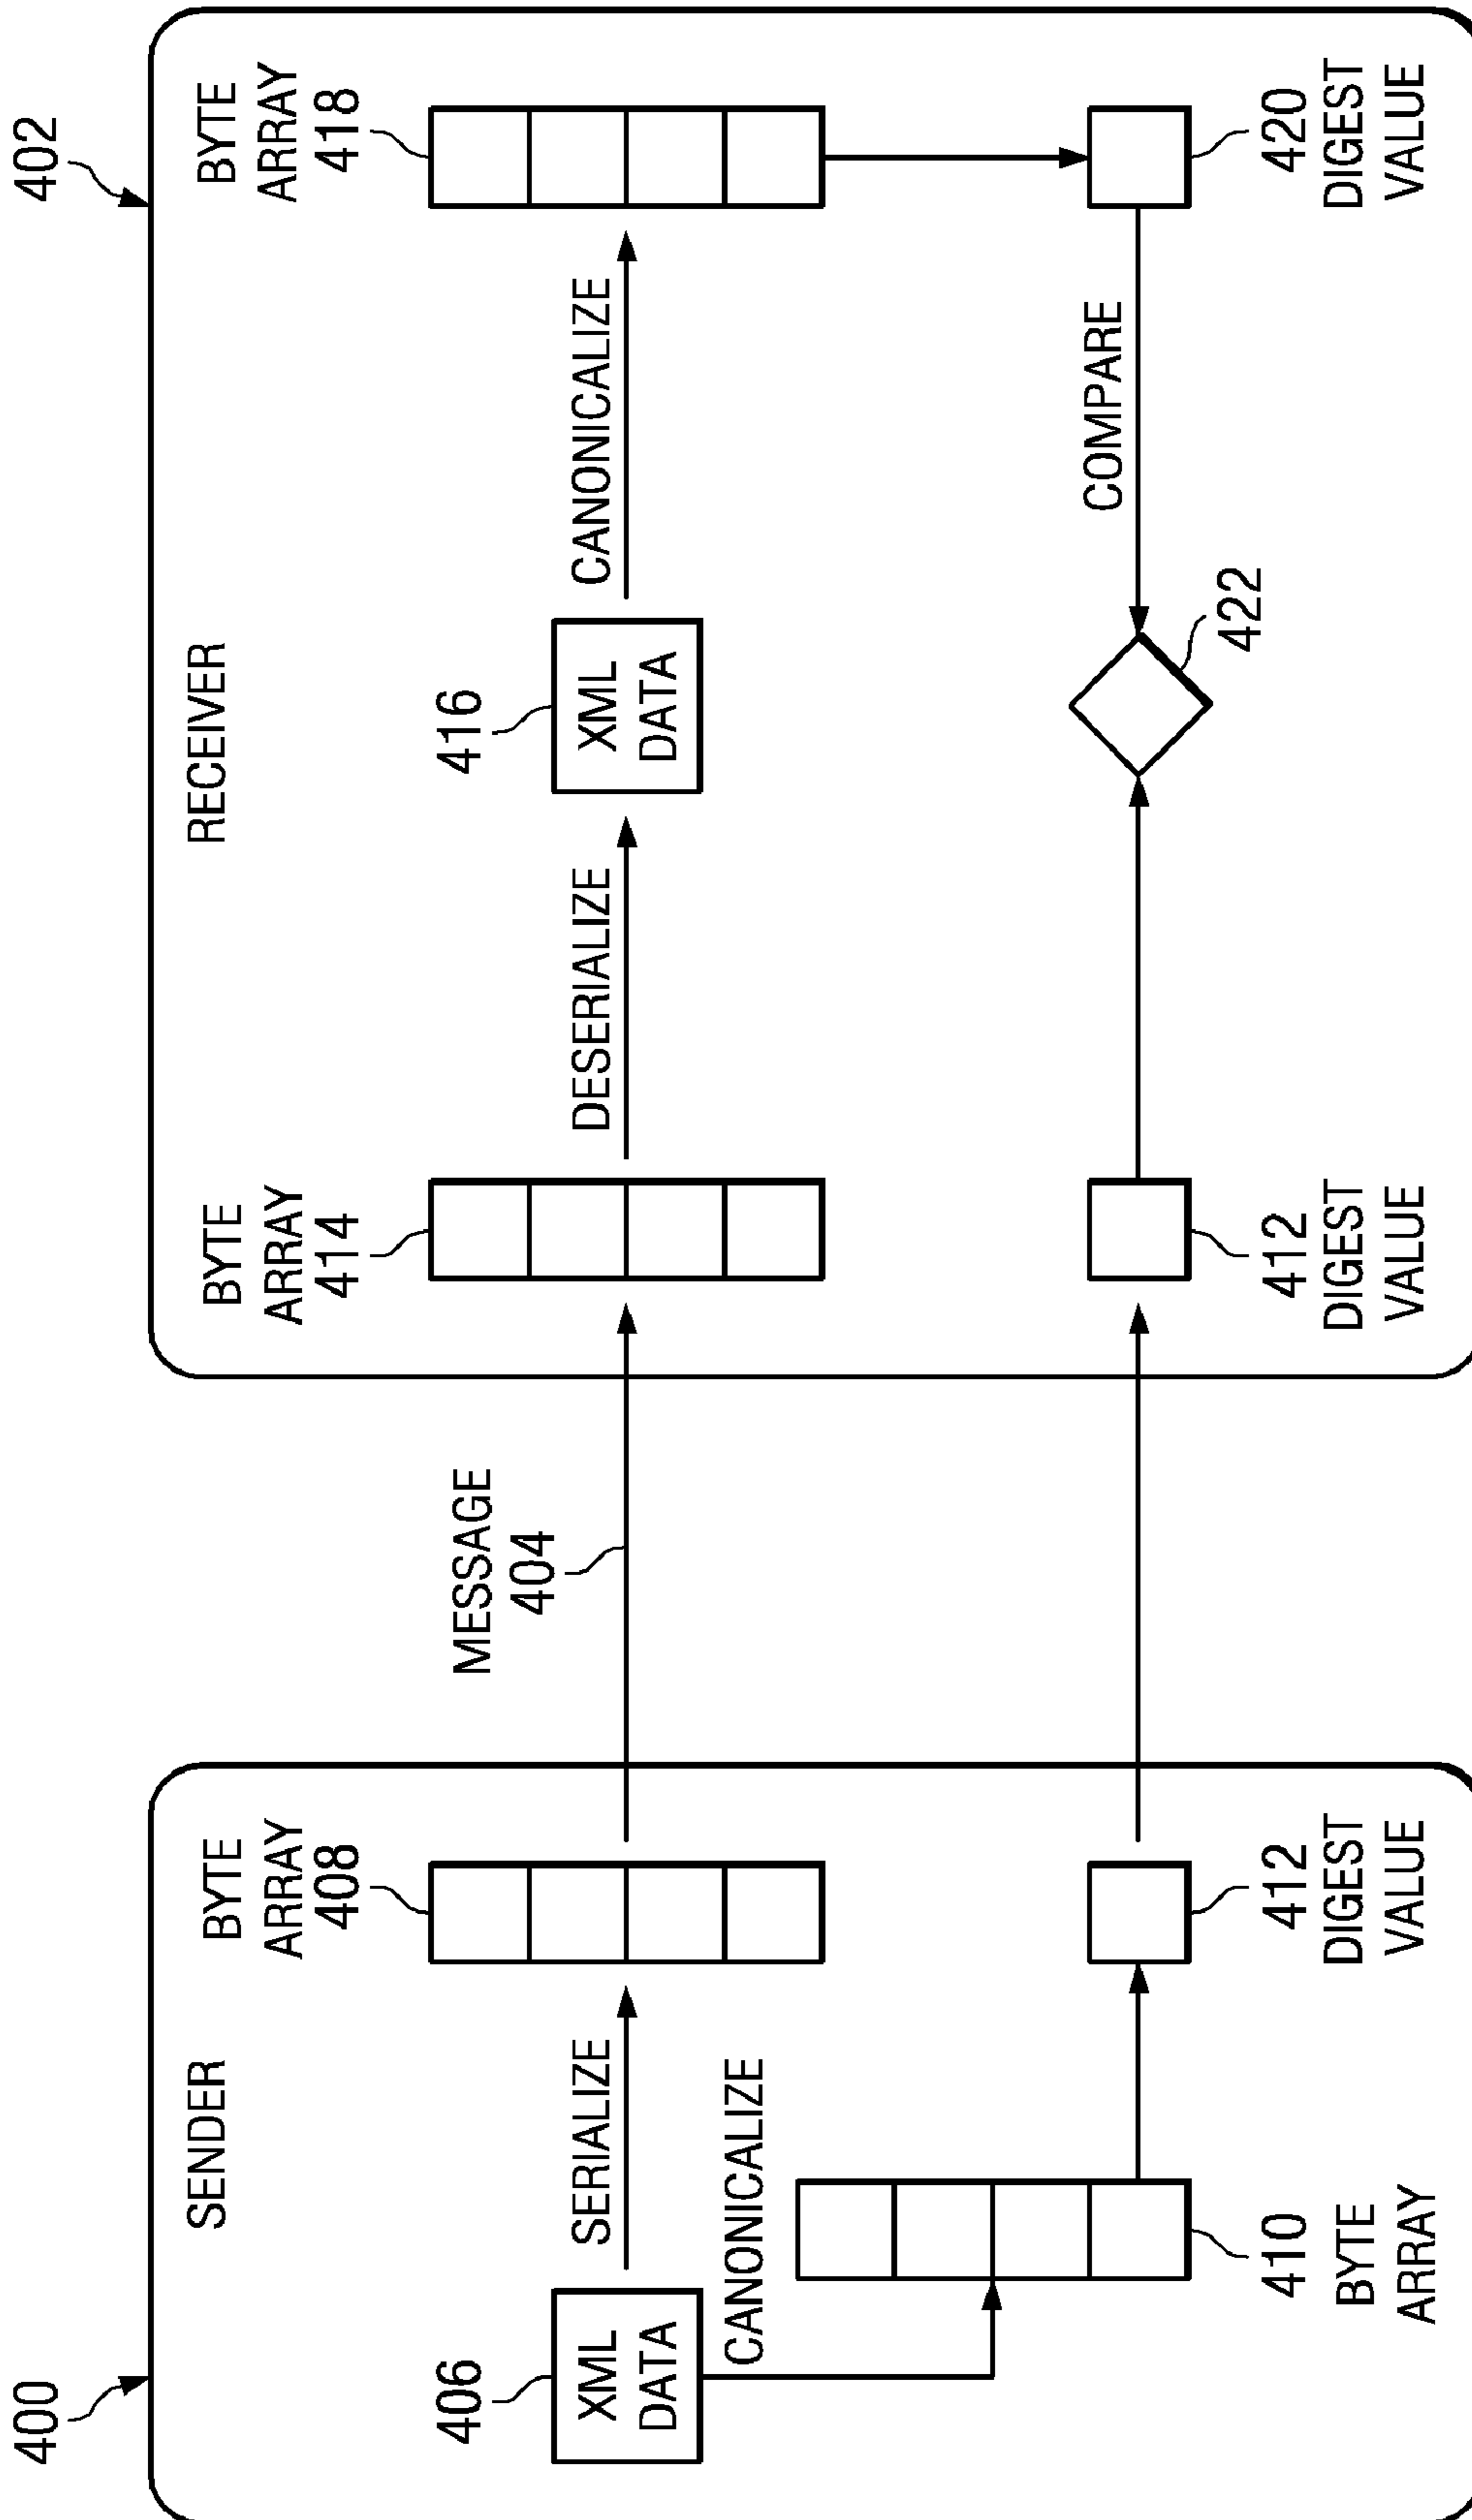 400
SENDER
406
XML
DATA
SERIALIZE
BYTE
ARRAY
408
CANONICALIZE
410
BYTE
ARRAY
412
DIGEST
VALUE
MESSAGE
404
402
RECEIVER
BYTE
ARRAY
414
DESERIALIZE
416
XML
DATA
CANONICALIZE
BYTE
ARRAY
418
412
DIGEST
VALUE
COMPARE
422
420
DIGEST
VALUE